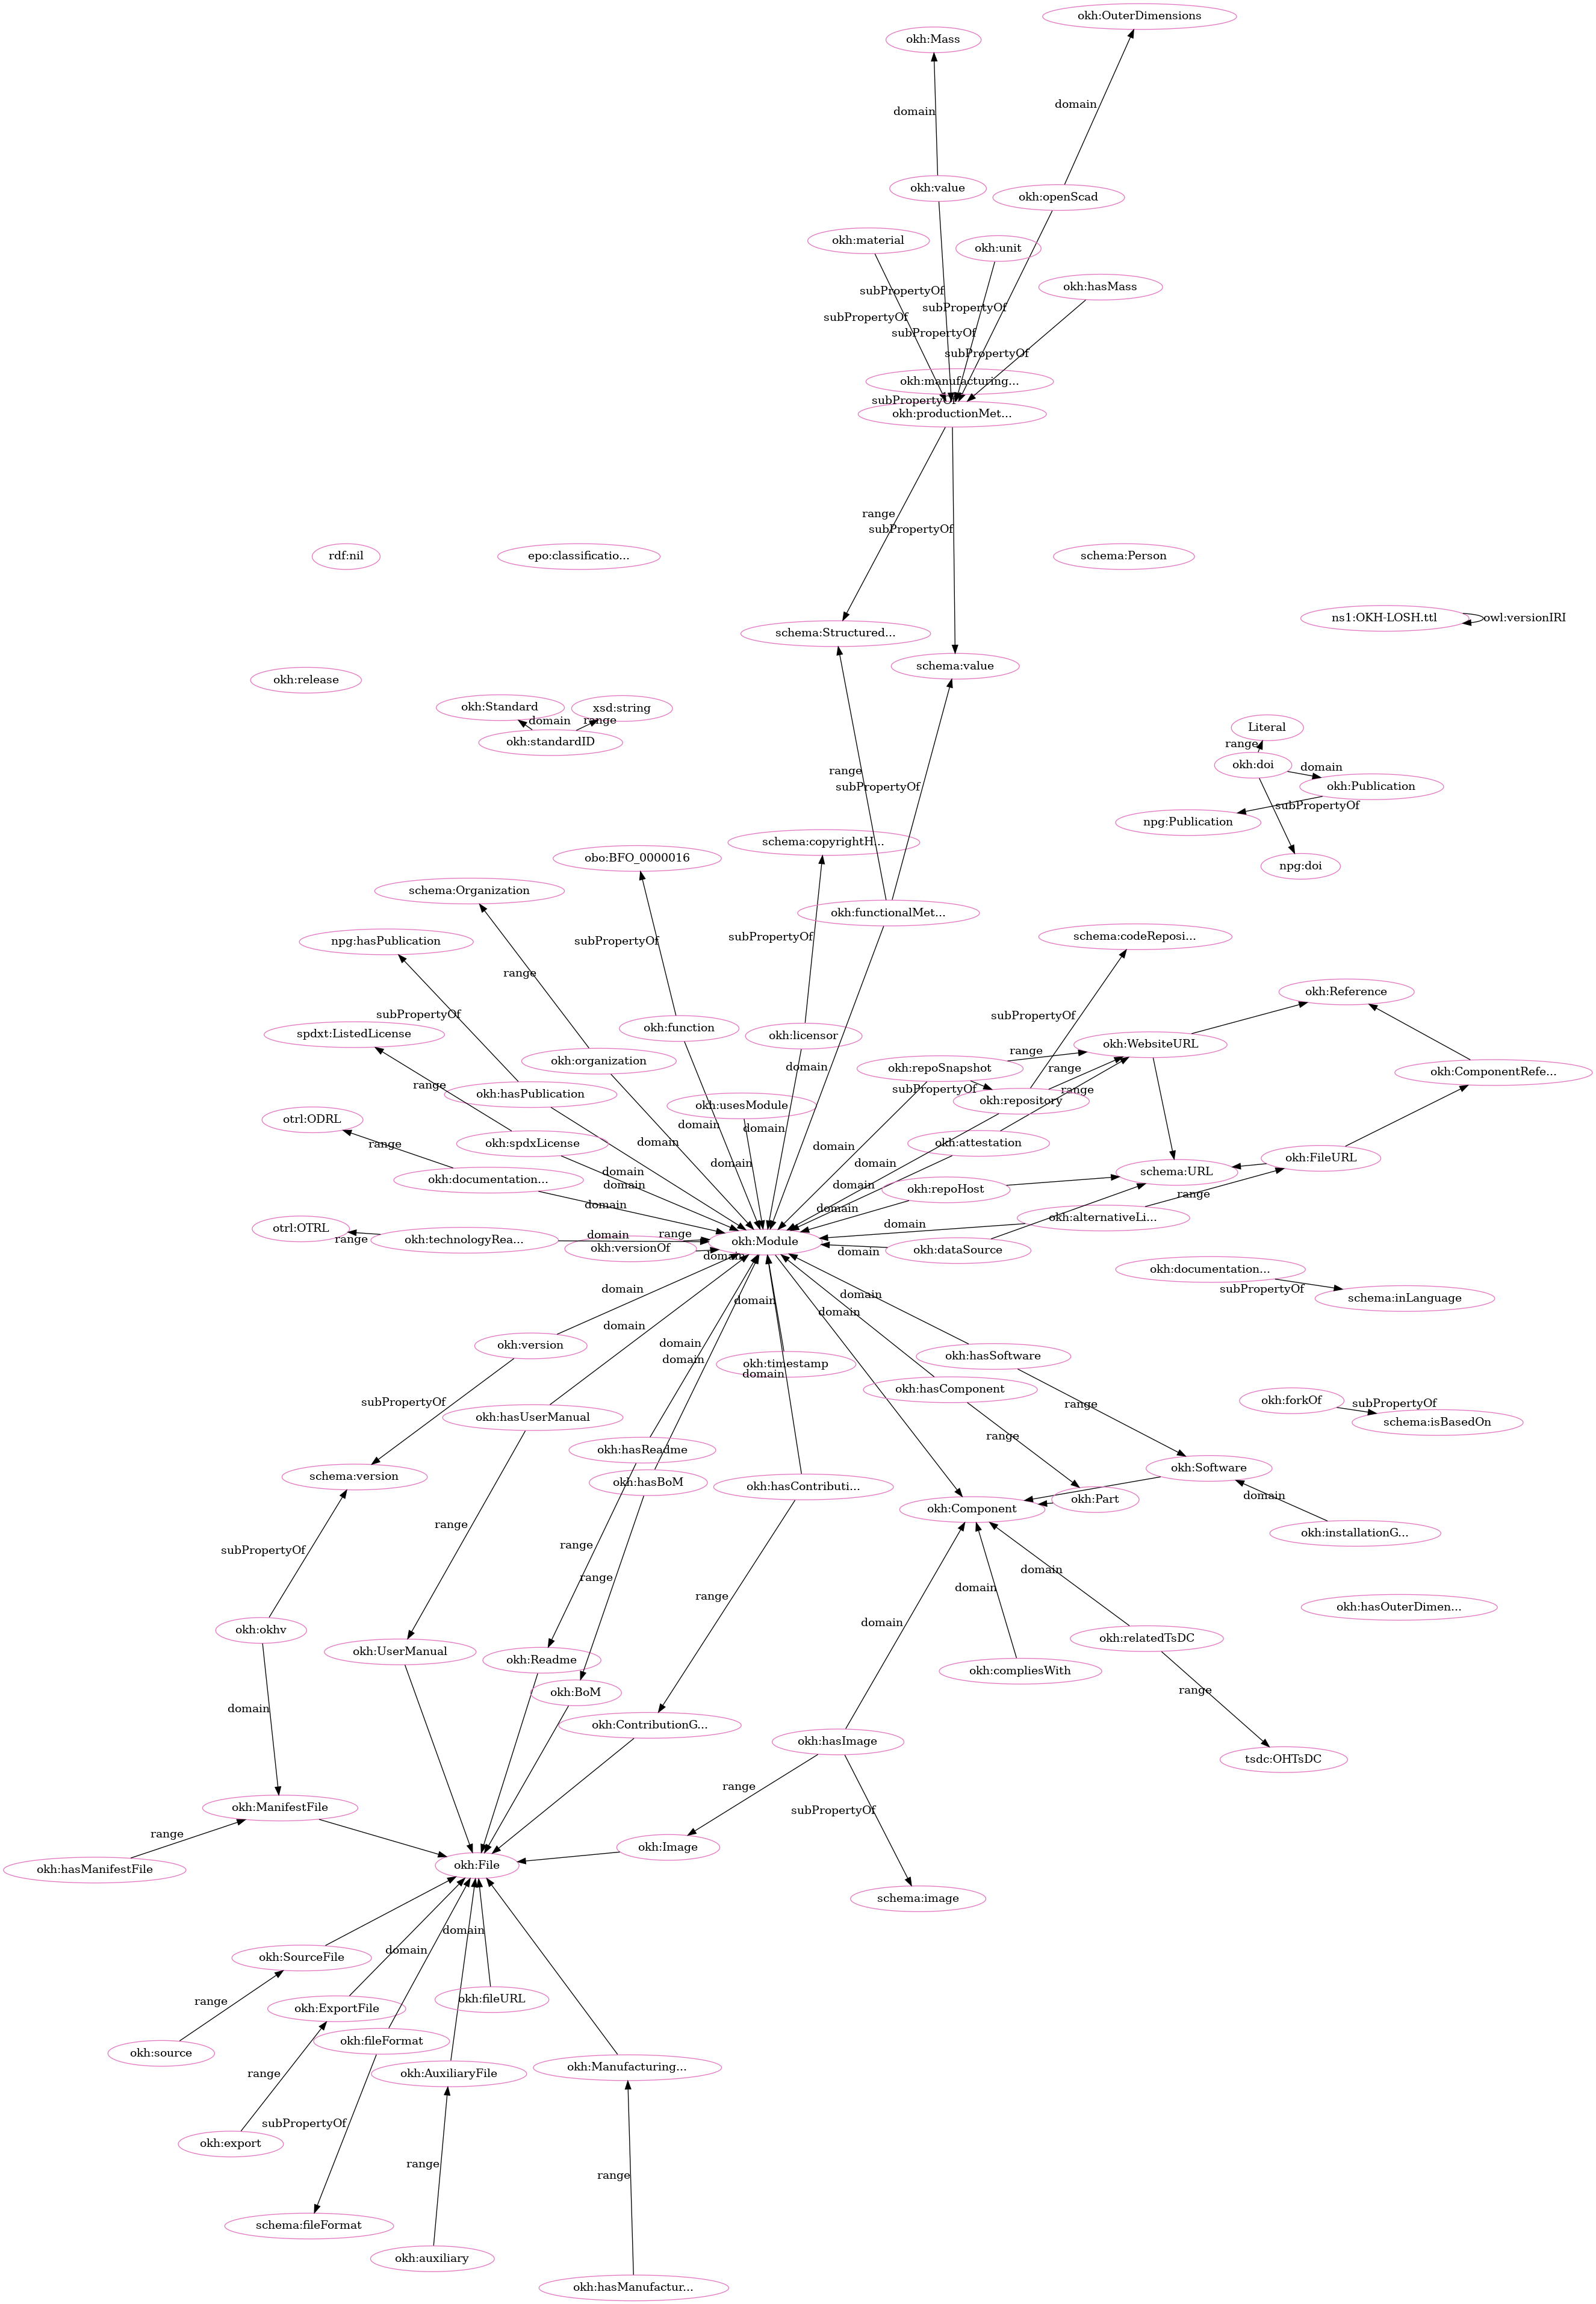 okh:OuterDimensions
okh:Mass
domain
domain
okh:value
okh:openScad
okh:material
okh:unit
okh:hasMass
subPropertyOf
subPropertyOf
subPropertyOf
subPropertyOf
subPropertyOf
okh:manufacturing...
subPropertyOf
okh:productionMet...
range
subPropertyOf
rdf:nil
epo:classificatio...
schema:Person
ns1:OKH-LOSH.ttl
owl:versionIRI
schema:Structured...
schema:value
okh:release
okh:Standard
xsd:string
domain
range
okh:standardID
Literal
range
okh:doi
domain
range
subPropertyOf
okh:Publication
subPropertyOf
npg:Publication
npg:doi
schema:copyrightH...
obo:BFO_0000016
schema:Organization
okh:functionalMet...
npg:hasPublication
subPropertyOf
subPropertyOf
schema:codeReposi...
range
okh:Reference
subPropertyOf
subPropertyOf
spdxt:ListedLicense
okh:function
okh:licensor
okh:WebsiteURL
range
okh:organization
domain
okh:repoSnapshot
range
okh:ComponentRefe...
range
okh:hasPublication
subPropertyOf
range
okh:usesModule
okh:repository
otrl:ODRL
domain
domain
range
okh:spdxLicense
domain
domain
okh:attestation
okh:FileURL
okh:documentation...
domain
domain
domain
domain
domain
schema:URL
okh:repoHost
range
domain
domain
okh:alternativeLi...
otrl:OTRL
domain
range
okh:technologyRea...
domain
range
okh:Module
okh:versionOf
domain
domain
okh:dataSource
okh:documentation...
domain
domain
domain
domain
subPropertyOf
schema:inLanguage
domain
domain
okh:version
domain
domain
okh:timestamp
domain
okh:hasSoftware
okh:hasComponent
subPropertyOf
range
okh:forkOf
subPropertyOf
okh:hasUserManual
schema:isBasedOn
okh:hasReadme
range
okh:Software
schema:version
okh:hasBoM
okh:hasContributi...
okh:Part
domain
okh:Component
range
okh:installationG...
subPropertyOf
range
range
domain
domain
range
okh:hasOuterDimen...
okh:okhv
domain
okh:relatedTsDC
okh:UserManual
okh:Readme
okh:compliesWith
okh:BoM
range
domain
okh:ContributionG...
okh:hasImage
tsdc:OHTsDC
range
okh:ManifestFile
subPropertyOf
range
okh:Image
okh:File
okh:hasManifestFile
schema:image
domain
domain
okh:SourceFile
okh:fileURL
range
okh:ExportFile
okh:fileFormat
okh:source
okh:Manufacturing...
range
okh:AuxiliaryFile
subPropertyOf
okh:export
range
range
schema:fileFormat
okh:auxiliary
okh:hasManufactur...